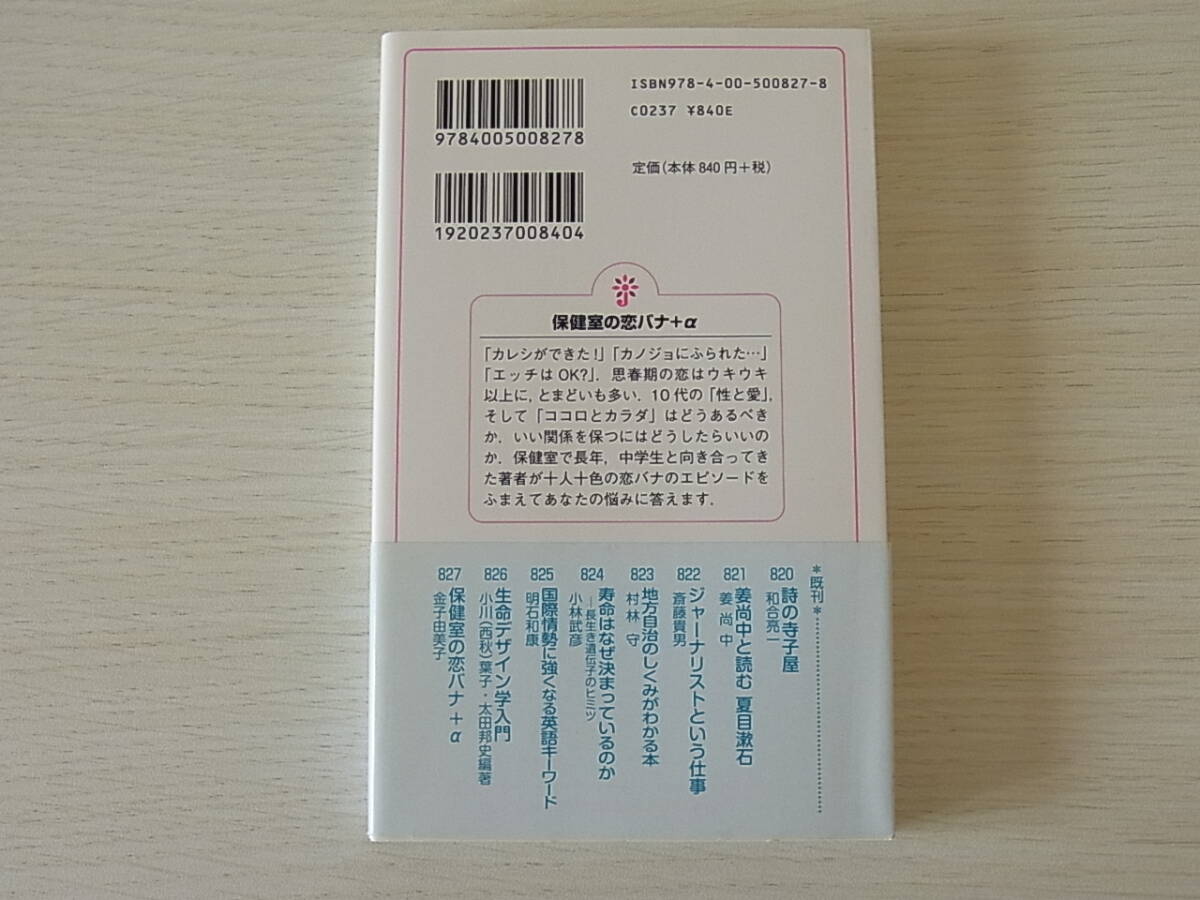 ISBN978-4-00-500827-8
C0237 ¥840E
9784005008278
定価(本体 840 円+税)
1920237008404
保健室の恋バナ+α
「カレシができた!」「カノジョにふられた…」
「エッチは OK?」. 思春期の恋はウキウキ
以上に, とまどいも多い. 10代の「性と愛」,
そして「ココロとカラダ」はどうあるべき
か. いい関係を保つにはどうしたらいいの
か. 保健室で長年, 中学生と向き合ってき
た著者が十人十色の恋バナのエピソードを
ふまえてあなたの悩みに答えます.
*既刊*
820 詩の寺子屋
和合亮一
821 姜尚中と読む 夏目漱石
姜 尚 中
822 ジャーナリストという仕事
斎藤貴男
823 地方自治のしくみがわかる本
村林 守
824 寿命はなぜ決まっているのか
―長生き遺伝子のヒミツ
小林武彦
825 国際情勢に強くなる英語キーワード
明石和康
826 生命デザイン学入門
小川(西秋)葉子・太田邦史編著
827 保健室の恋バナ+α
金子由美子